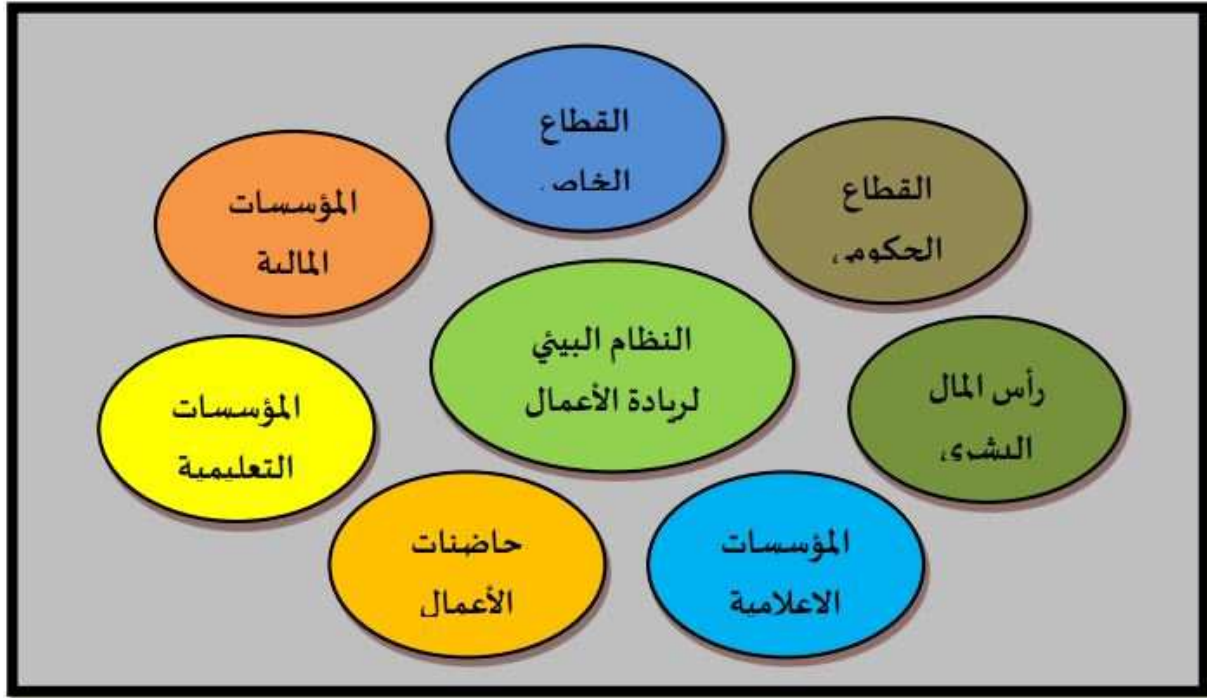 القطاع
الخاص
القطاع
الحكومي
المؤسسات
المالية
النظام البيئي
لريادة الأعمال
رأس المال
البشري
المؤسسات
التعليمية
حاضنات
الأعمال
المؤسسات
الاعلامية